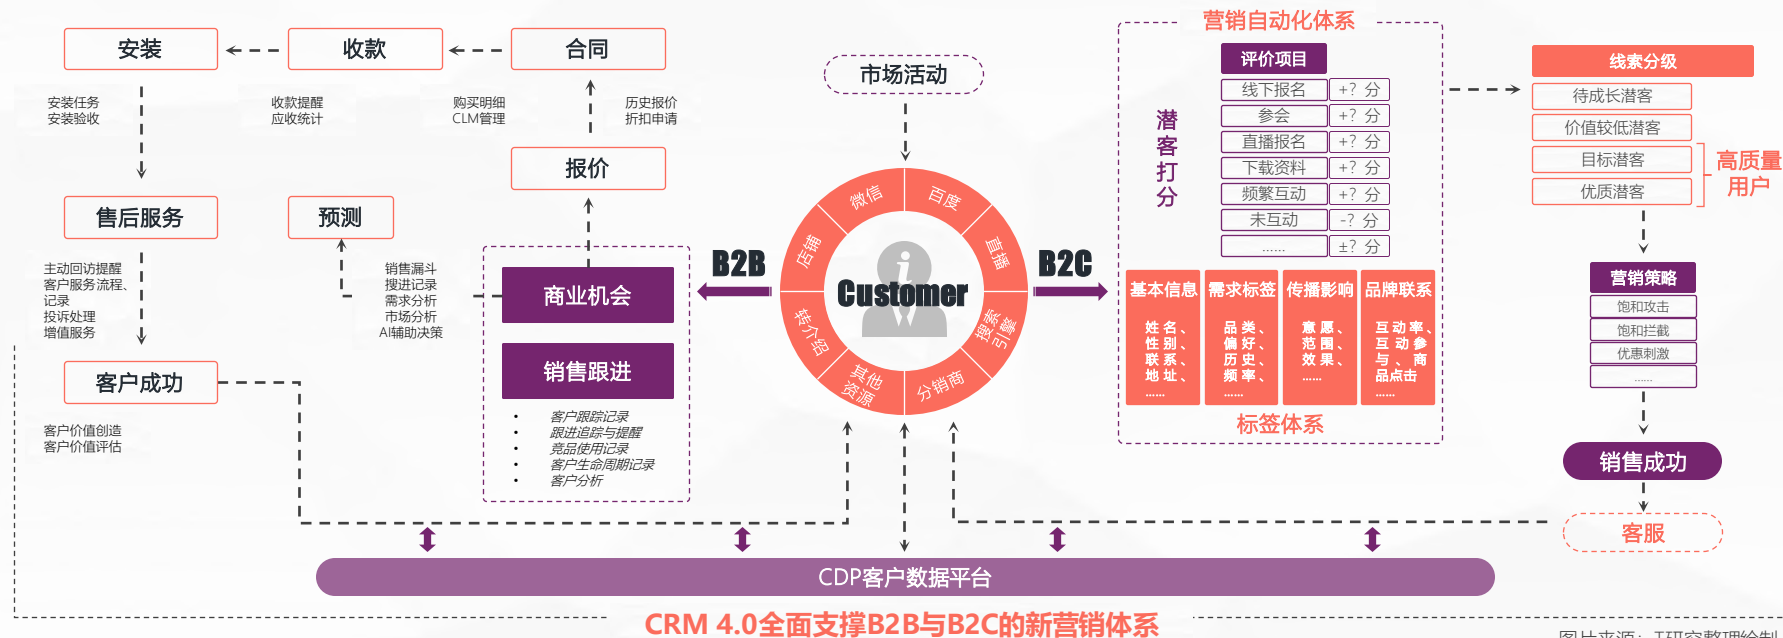 安装
收款
合同
安装任务
安装验收
收款提醒
应收统计
购买明细
CLM管理
历史报价
折扣申请
报价
售后服务
预测
主动回访提醒
客户服务流程、
记录
投诉处理
增值服务
销售漏斗
搜进记录
需求分析
市场分析
AI辅助决策
商业机会
销售跟进
• 客户跟踪记录
• 跟进追踪与提醒
• 竞品使用记录
• 客户生命周期记录
• 客户分析
客户成功
客户价值创造
客户价值评估
市场活动
B2B
微信
百度
店铺
直播
转介绍
搜索
引擎
其他
资源
分销商
Customer
B2C
营销自动化体系
潜客打分
评价项目
线下报名 +? 分
参会 +? 分
直播报名 +? 分
下载资料 +? 分
频繁互动 +? 分
未互动 -? 分
...... ±? 分
基本信息
姓名、
性别、
联系、
地址、
......
需求标签
品类、
偏好、
历史、
频率、
......
传播影响
意愿、
范围、
效果、
......
品牌联系
互动率、
互动参
与、商
品点击
......
标签体系
线索分级
待成长潜客
价值较低潜客
目标潜客
优质潜客
高质量
用户
营销策略
饱和攻击
饱和拦截
优惠刺激
......
销售成功
客服
CDP客户数据平台
CRM 4.0全面支撑B2B与B2C的新营销体系
图片来源：T研究整理绘制